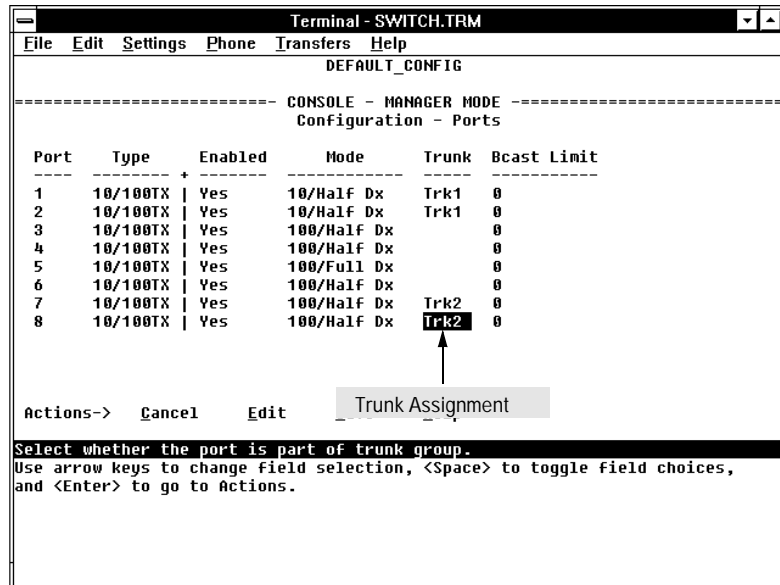 Terminal - SWITCH.TRM
File Edit Settings Phone Transfers Help
DEFAULT_CONFIG
==========================- CONSOLE - MANAGER MODE -===========================
Configuration - Ports
Port Type Enabled Mode Trunk Bcast Limit
---- -------- + ------- ------------ ----- -----------
1 10/100TX | Yes 10/Half Dx Trk1 0
2 10/100TX | Yes 10/Half Dx Trk1 0
3 10/100TX | Yes 100/Half Dx 0
4 10/100TX | Yes 100/Half Dx 0
5 10/100TX | Yes 100/Full Dx 0
6 10/100TX | Yes 100/Half Dx 0
7 10/100TX | Yes 100/Half Dx Trk2 0
8 10/100TX | Yes 100/Half Dx Trk2 0
Actions-> Cancel Edit
Trunk Assignment
Select whether the port is part of trunk group.
Use arrow keys to change field selection, <Space> to toggle field choices,
and <Enter> to go to Actions.